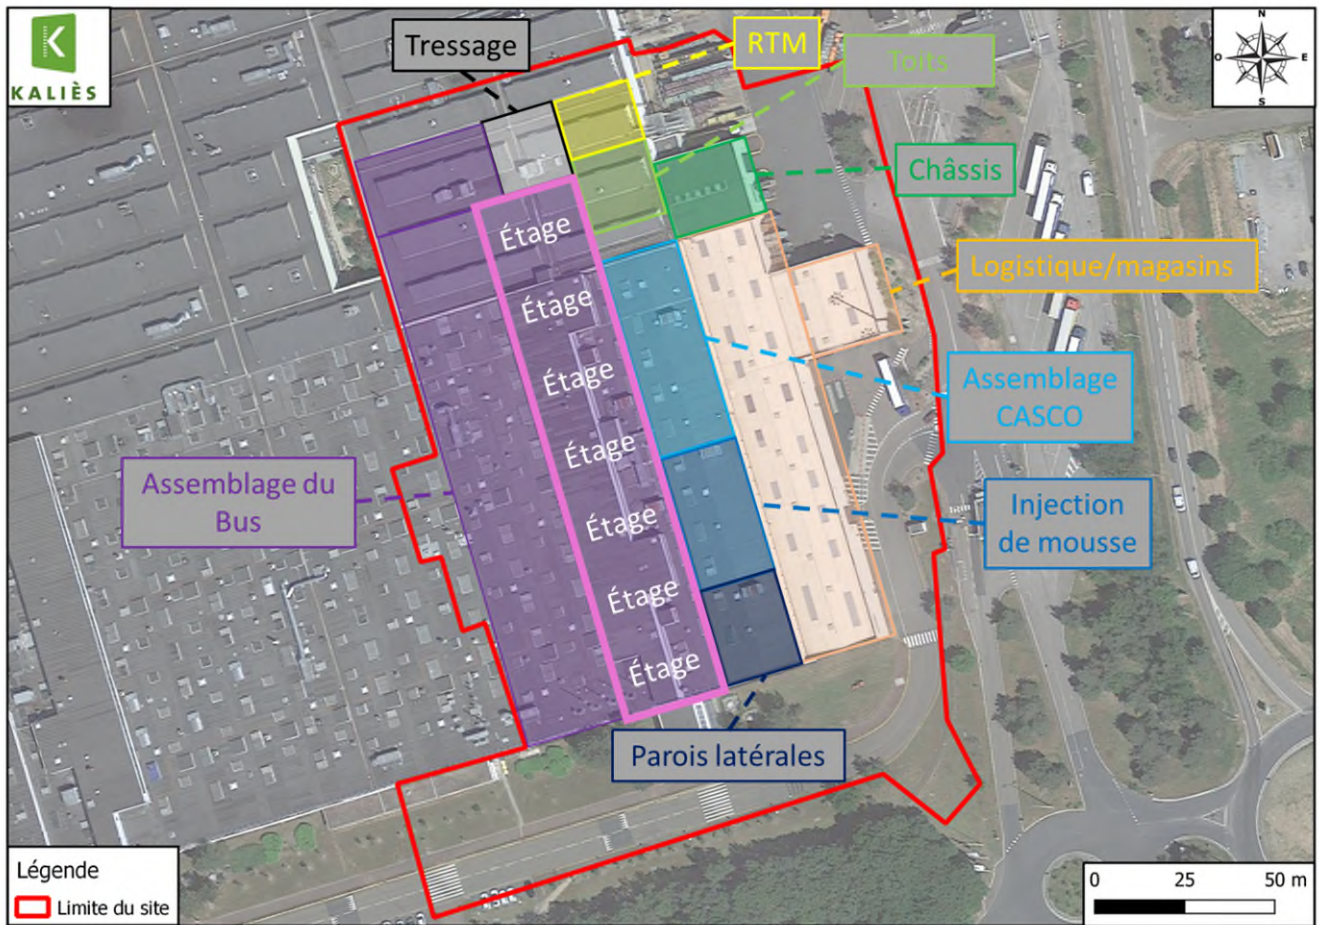 KALIÈS
Tressage
RTM
Toits
N
O
E
S
Châssis
Étage
Logistique/magasins
Étage
Étage
Assemblage
CASCO
Étage
Assemblage du
Bus
Étage
Injection
de mousse
Étage
Étage
Parois latérales
Légende
Limite du site
0
25
50 m